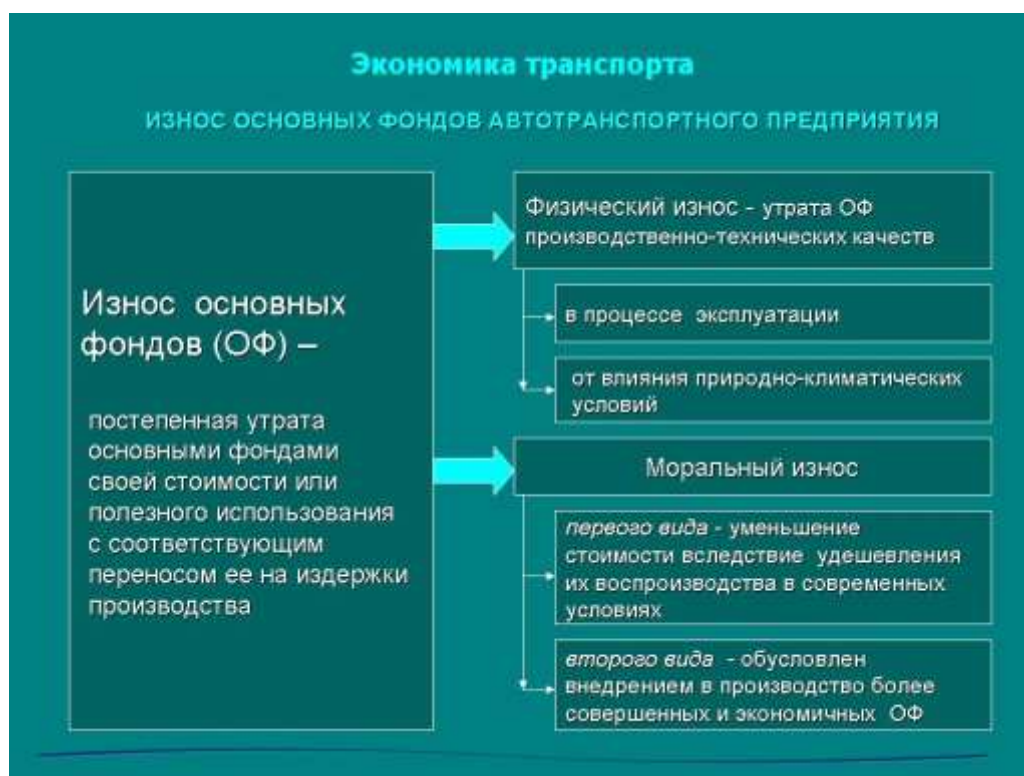 Экономика транспорта
ИЗНОС ОСНОВНЫХ ФОНДОВ АВТОТРАНСПОРТНОГО ПРЕДПРИЯТИЯ
Износ основных
фондов (ОФ) –
постепенная утрата
основными фондами
своей стоимости или
полезного использования
с соответствующим
переносом ее на издержки
производства
Физический износ - утрата ОФ
производственно-технических качеств
в процессе эксплуатации
от влияния природно-климатических
условий
Моральный износ
первого вида - уменьшение
стоимости вследствие удешевления
их воспроизводства в современных
условиях
второго вида - обусловлен
внедрением в производство более
совершенных и экономичных ОФ